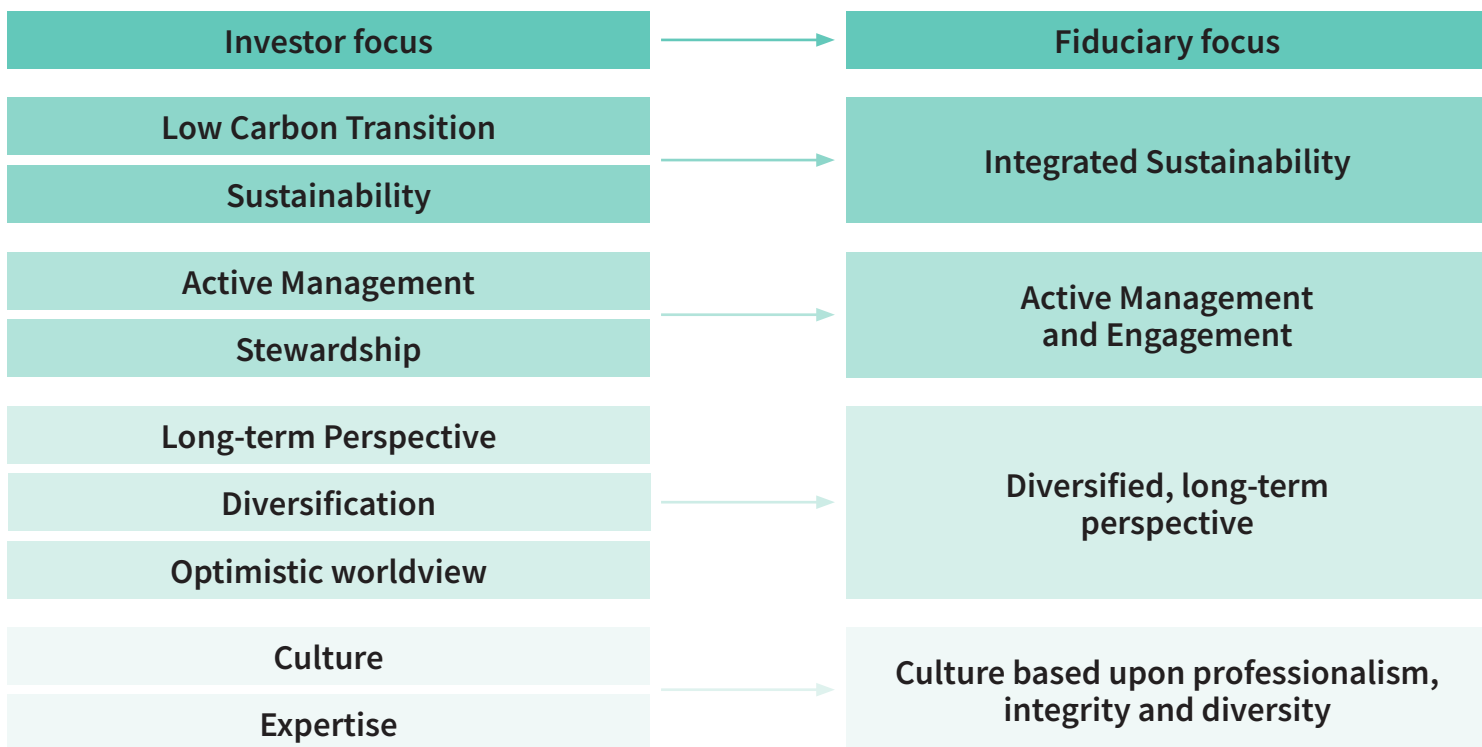 Investor focus
Fiduciary focus
Low Carbon Transition
Sustainability
Integrated Sustainability
Active Management
Stewardship
Active Management
and Engagement
Long-term Perspective
Diversification
Optimistic worldview
Diversified, long-term
perspective
Culture
Expertise
Culture based upon professionalism,
integrity and diversity